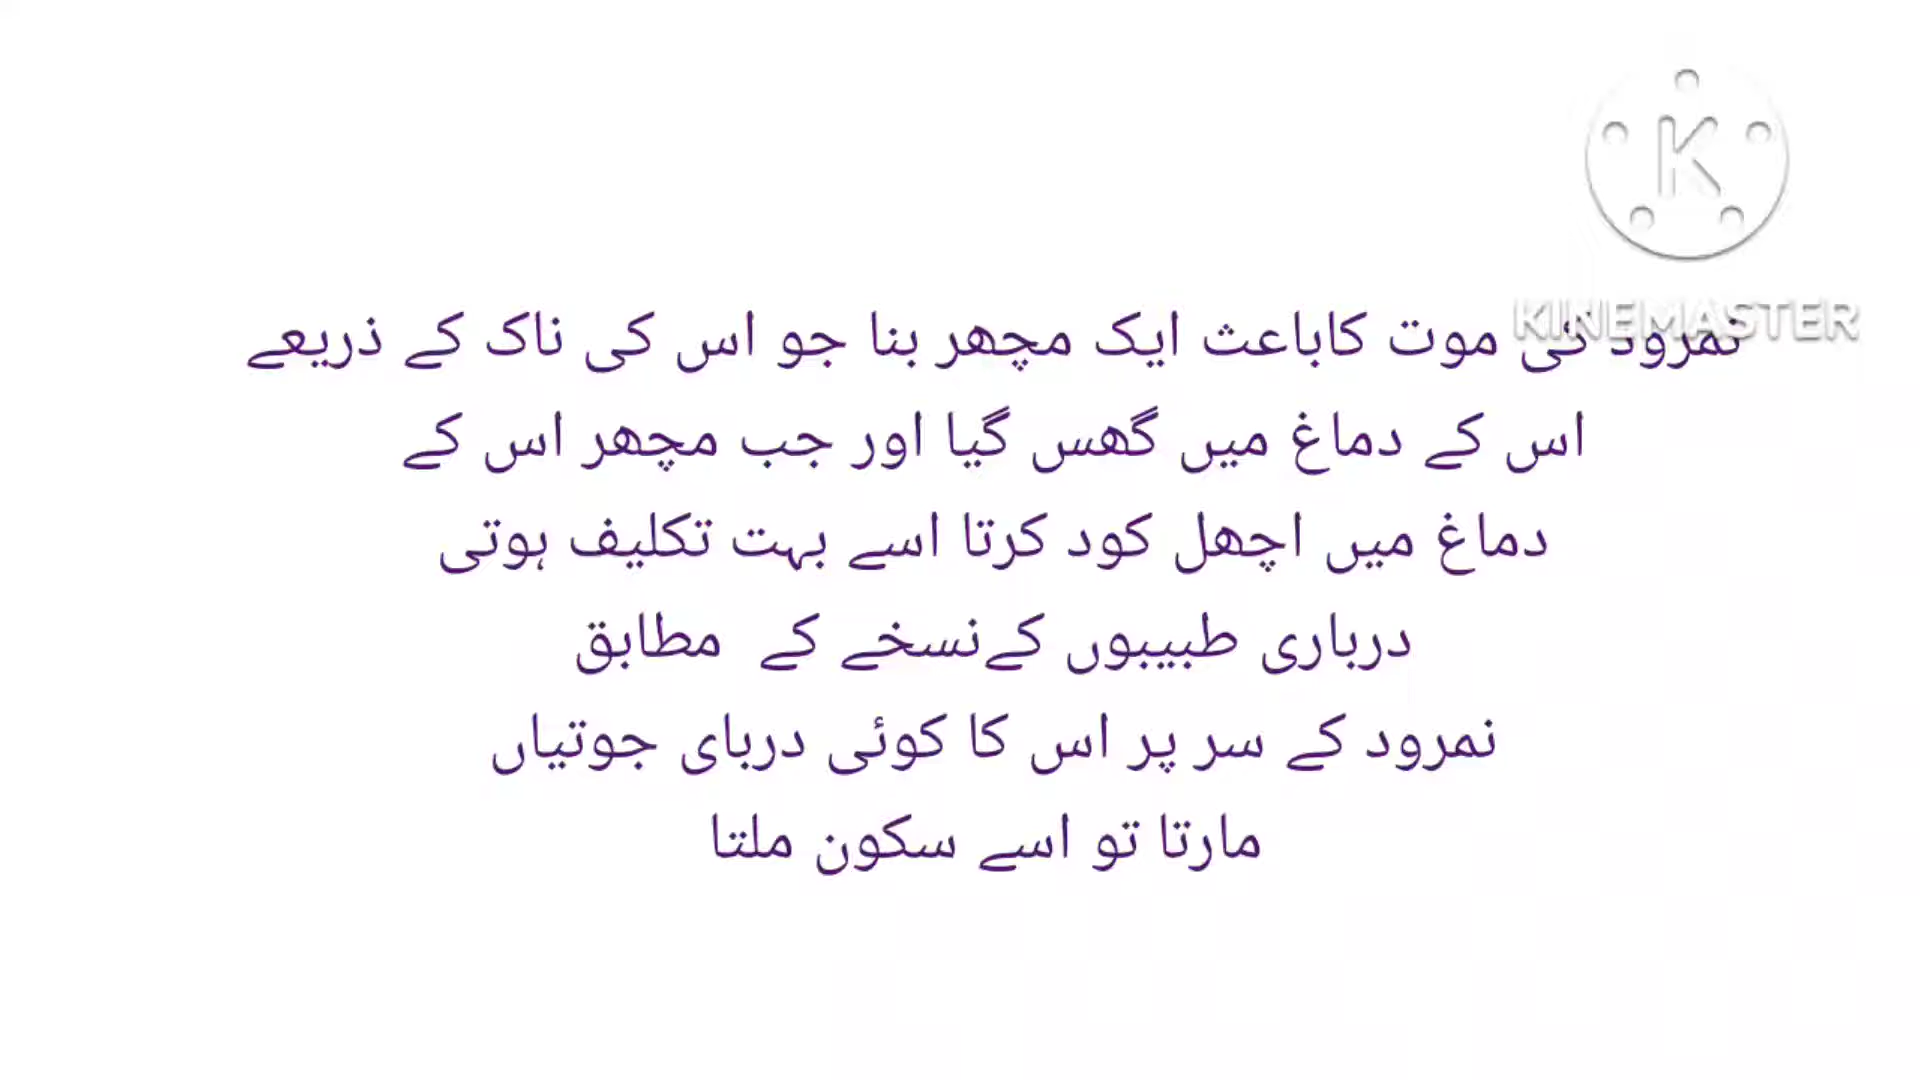 KINEMASTER
نمرود کی موت کاباعث ایک مچھر بنا جو اس کی ناک کے ذریعے
اس کے دماغ میں گھس گیا اور جب مچھر اس کے
دماغ میں اچھل کود کرتا اسے بہت تکلیف ہوتی
درباری طبیبوں کےنسخے کے مطابق
نمرود کے سر پر اس کا کوئی دربای جوتیاں
مارتا تو اسے سکون ملتا